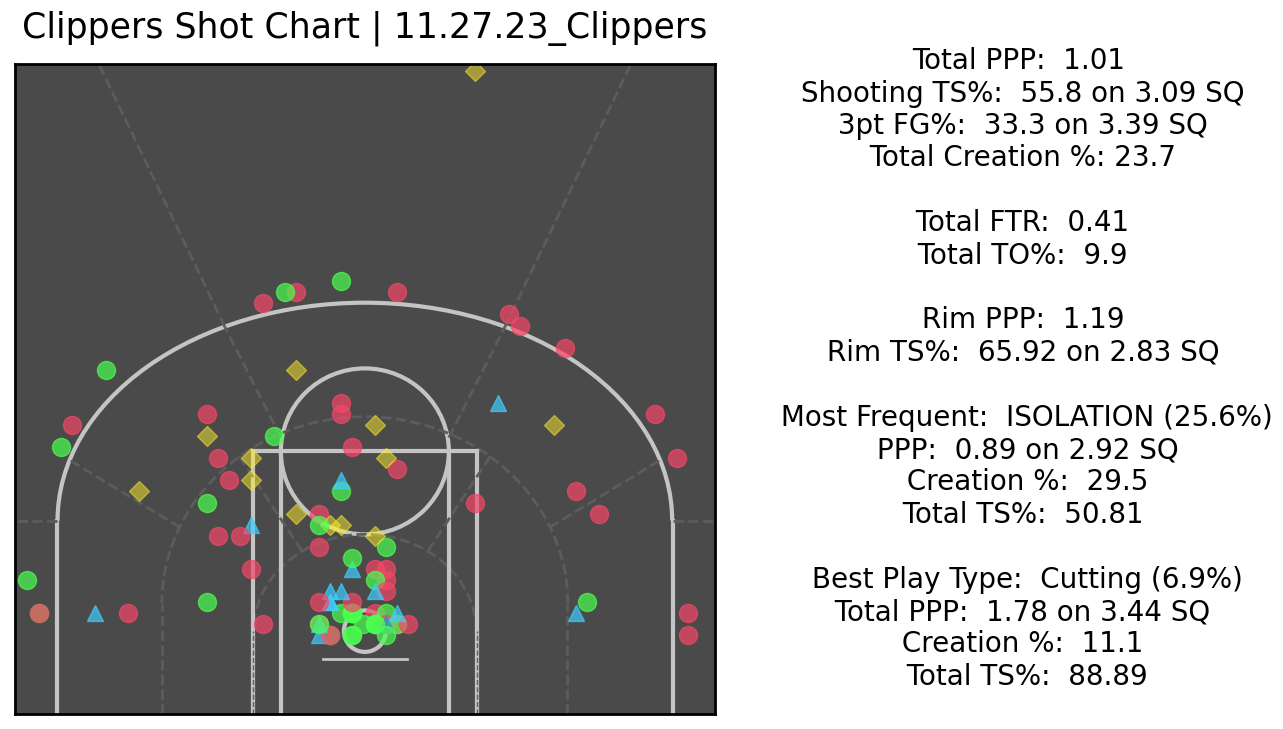 Clippers Shot Chart | 11.27.23_Clippers
Total PPP:  1.01
Shooting TS%:  55.8 on 3.09 SQ
3pt FG%:  33.3 on 3.39 SQ
Total Creation %: 23.7
Total FTR:  0.41
Total TO%:  9.9
Rim PPP:  1.19
Rim TS%:  65.92 on 2.83 SQ
Most Frequent:  ISOLATION (25.6%)
PPP:  0.89 on 2.92 SQ
Creation %:  29.5
Total TS%:  50.81
Best Play Type:  Cutting (6.9%)
Total PPP:  1.78 on 3.44 SQ
Creation %:  11.1
Total TS%:  88.89